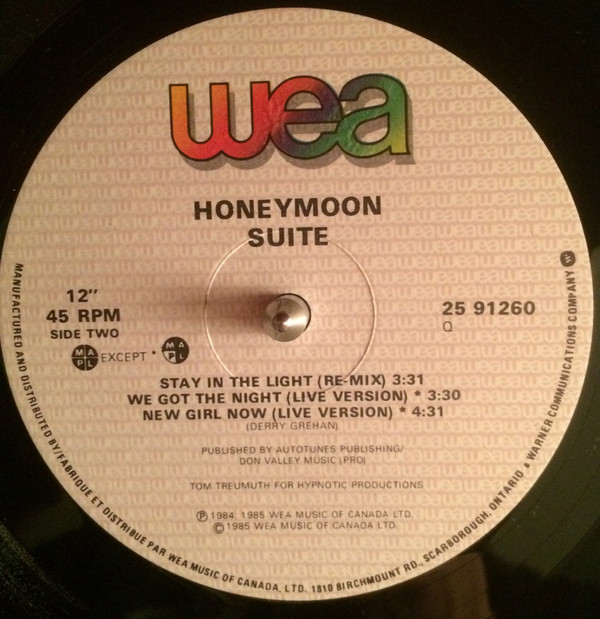 wea
HONEYMOON
SUITE
12"
45 RPM
SIDE TWO
MAPL EXCEPT * MAPL
25 91260
Q
STAY IN THE LIGHT (RE-MIX) 3:31
WE GOT THE NIGHT (LIVE VERSION) * 3:30
NEW GIRL NOW (LIVE VERSION) * 4:31
(DERRY GREHAN)
PUBLISHED BY AUTOTUNES PUBLISHING/
DON VALLEY MUSIC (PRO)
TOM TREUMUTH FOR HYPNOTIC PRODUCTIONS
℗ 1984, 1985 WEA MUSIC OF CANADA LTD.
© 1985 WEA MUSIC OF CANADA LTD.
MANUFACTURED AND DISTRIBUTED BY/FABRIQUE ET DISTRIBUE PAR WEA MUSIC OF CANADA, LTD. 1810 BIRCHMOUNT RD., SCARBOROUGH, ONTARIO • A WARNER COMMUNICATIONS COMPANY